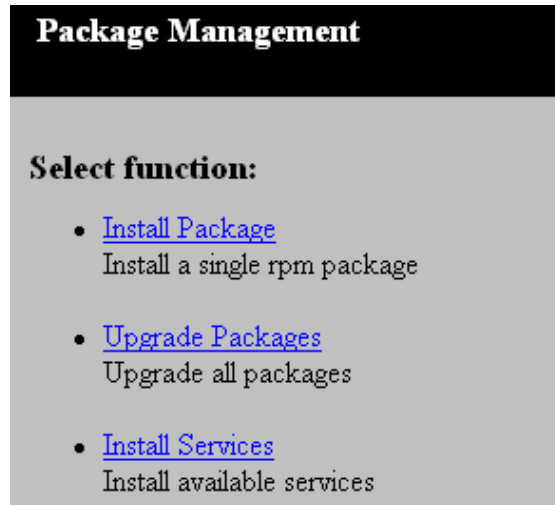 Package Management
Select function:
Install Package
Install a single rpm package
Upgrade Packages
Upgrade all packages
Install Services
Install available services